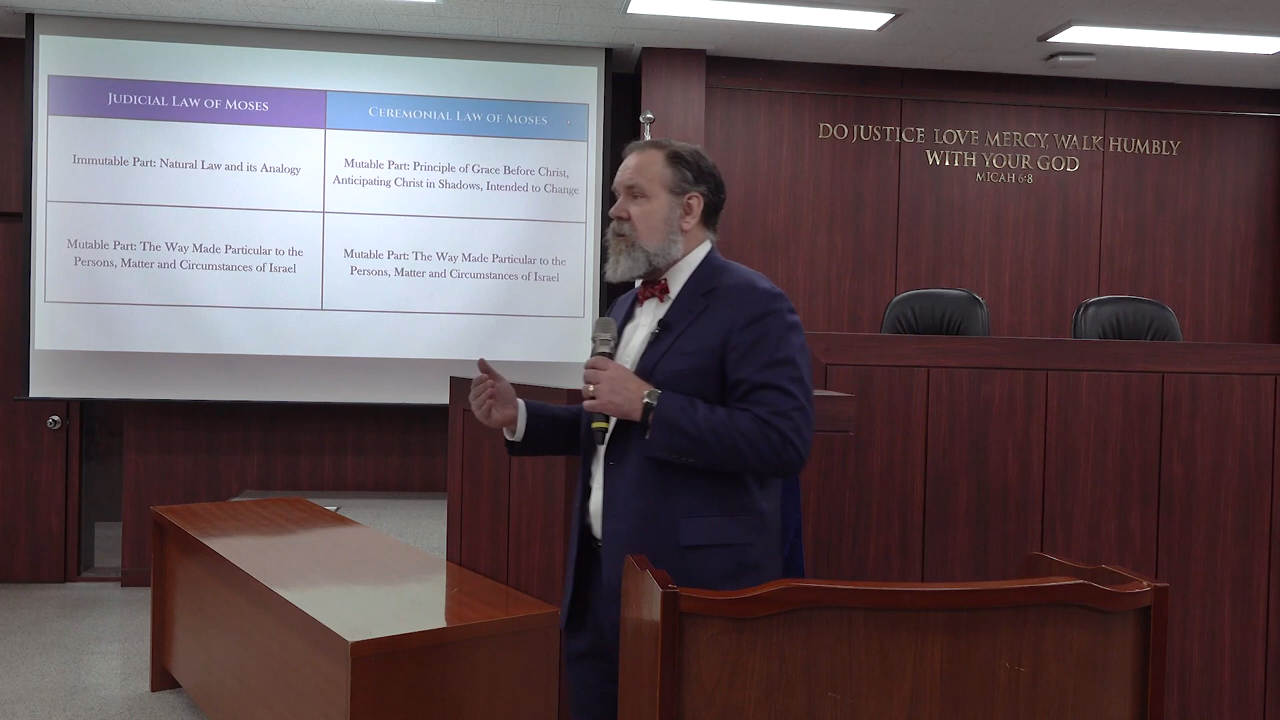 JUDICIAL LAW OF MOSES
CEREMONIAL LAW OF MOSES
Immutable Part: Natural Law and its Analogy
Mutable Part: Principle of Grace Before Christ,
Anticipating Christ in Shadows, Intended to Change
Mutable Part: The Way Made Particular to the
Persons, Matter and Circumstances of Israel
Mutable Part: The Way Made Particular to the
Persons, Matter and Circumstances of Israel
DO JUSTICE LOVE MERCY, WALK HUMBLY
WITH YOUR GOD
MICAH 6:8